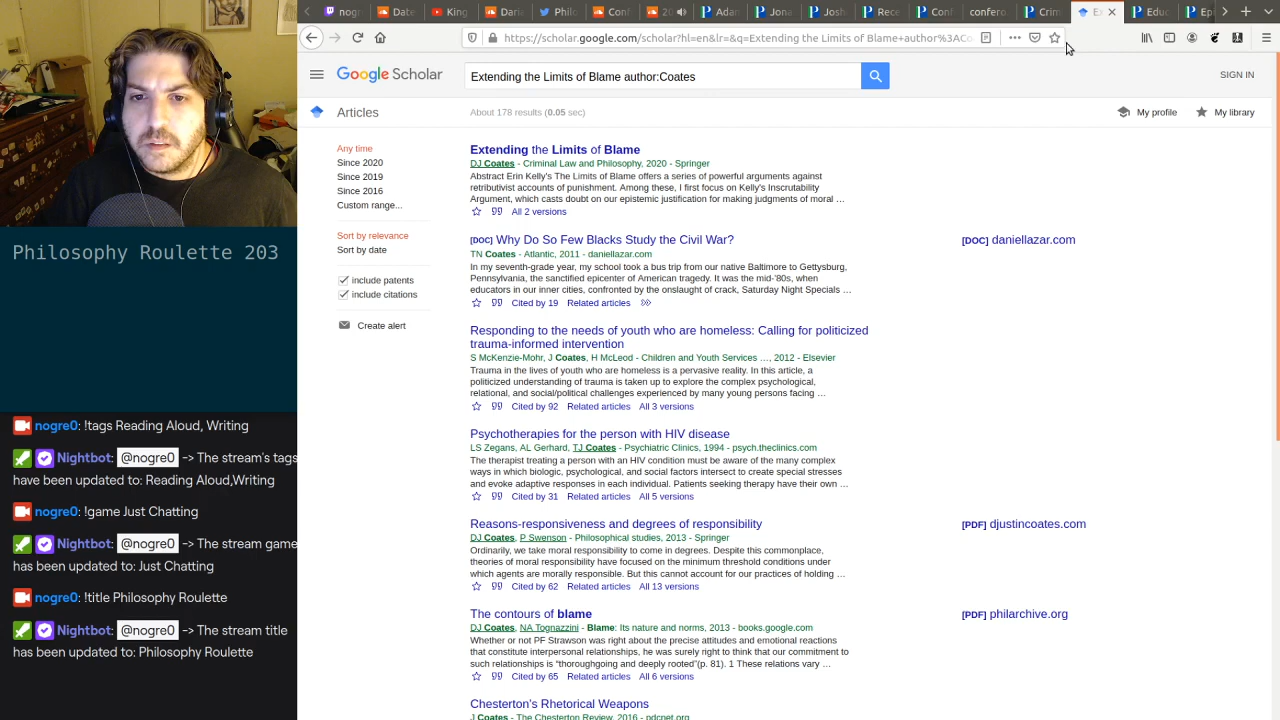 nogr
Date
King
Darie
Phil
Con
20
Dan
Jos
Josh
Rece
Conf
conf
Crim
Ex
Educ
Ep
https://scholar.google.com/scholar?hl=en&lr=&q=Extending the Limits of Blame+author%3ACo
Google Scholar
Extending the Limits of Blame author:Coates
SIGN IN
Articles
About 178 results (0.05 sec)
My profile
My library
Any time
Since 2020
Since 2019
Since 2016
Custom range...
Sort by relevance
Sort by date
include patents
include citations
Create alert
Extending the Limits of Blame
DJ Coates - Criminal Law and Philosophy, 2020 - Springer
Abstract Erin Kelly's The Limits of Blame offers a series of powerful arguments against
retributivist accounts of punishment. Among these, I first focus on Kelly's Inscrutability
Argument, which casts doubt on our epistemic justification for making judgments of moral ...
All 2 versions
[DOC] Why Do So Few Blacks Study the Civil War?
TN Coates - Atlantic, 2011 - daniellazar.com
In my seventh-grade year, my school took a bus trip from our native Baltimore to Gettysburg,
Pennsylvania, the sanctified epicenter of American tragedy. It was the mid-'80s, when
educators in our inner cities, confronted by the onslaught of crack, Saturday Night Specials ...
Cited by 19 Related articles
[DOC] daniellazar.com
Responding to the needs of youth who are homeless: Calling for politicized
trauma-informed intervention
S McKenzie-Mohr, J Coates, H McLeod - Children and Youth Services ..., 2012 - Elsevier
Trauma in the lives of youth who are homeless is a pervasive reality. In this article, a
politicized understanding of trauma is taken up to explore the complex psychological,
relational, and social/political challenges experienced by many young persons facing ...
Cited by 92 Related articles All 3 versions
Psychotherapies for the person with HIV disease
LS Zegans, AL Gerhard, TJ Coates - Psychiatric Clinics, 1994 - psych.theclinics.com
The therapist treating a person with an HIV condition must be aware of the many complex
ways in which biologic, psychological, and social factors intersect to create special stresses
and evoke adaptive responses in each individual. Patients seeking therapy have their own ...
Cited by 31 Related articles All 5 versions
Reasons-responsiveness and degrees of responsibility
DJ Coates, P Swenson - Philosophical studies, 2013 - Springer
Ordinarily, we take moral responsibility to come in degrees. Despite this commonplace,
theories of moral responsibility have focused on the minimum threshold conditions under
which agents are morally responsible. But this cannot account for our practices of holding ...
Cited by 62 Related articles All 13 versions
[PDF] djustincoates.com
The contours of blame
DJ Coates, NA Tognazzini - Blame: Its nature and norms, 2013 - books.google.com
Whether or not PF Strawson was right about the precise attitudes and emotional reactions
that constitute interpersonal relationships, he was surely right to think that our commitment to
such relationships is "thoroughgoing and deeply rooted"(p. 81). 1 These relations vary ...
Cited by 65 Related articles All 6 versions
[PDF] philarchive.org
Chesterton's Rhetorical Weapons
J Coates - The Chesterton Review, 2016 - pdcnet.org
Philosophy Roulette 203
nogre0: !tags Reading Aloud, Writing
Nightbot: @nogre0 -> The stream's tags
have been updated to: Reading Aloud,Writing
nogre0: !game Just Chatting
Nightbot: @nogre0 -> The stream game
has been updated to: Just Chatting
nogre0: !title Philosophy Roulette
Nightbot: @nogre0 -> The stream title
has been updated to: Philosophy Roulette